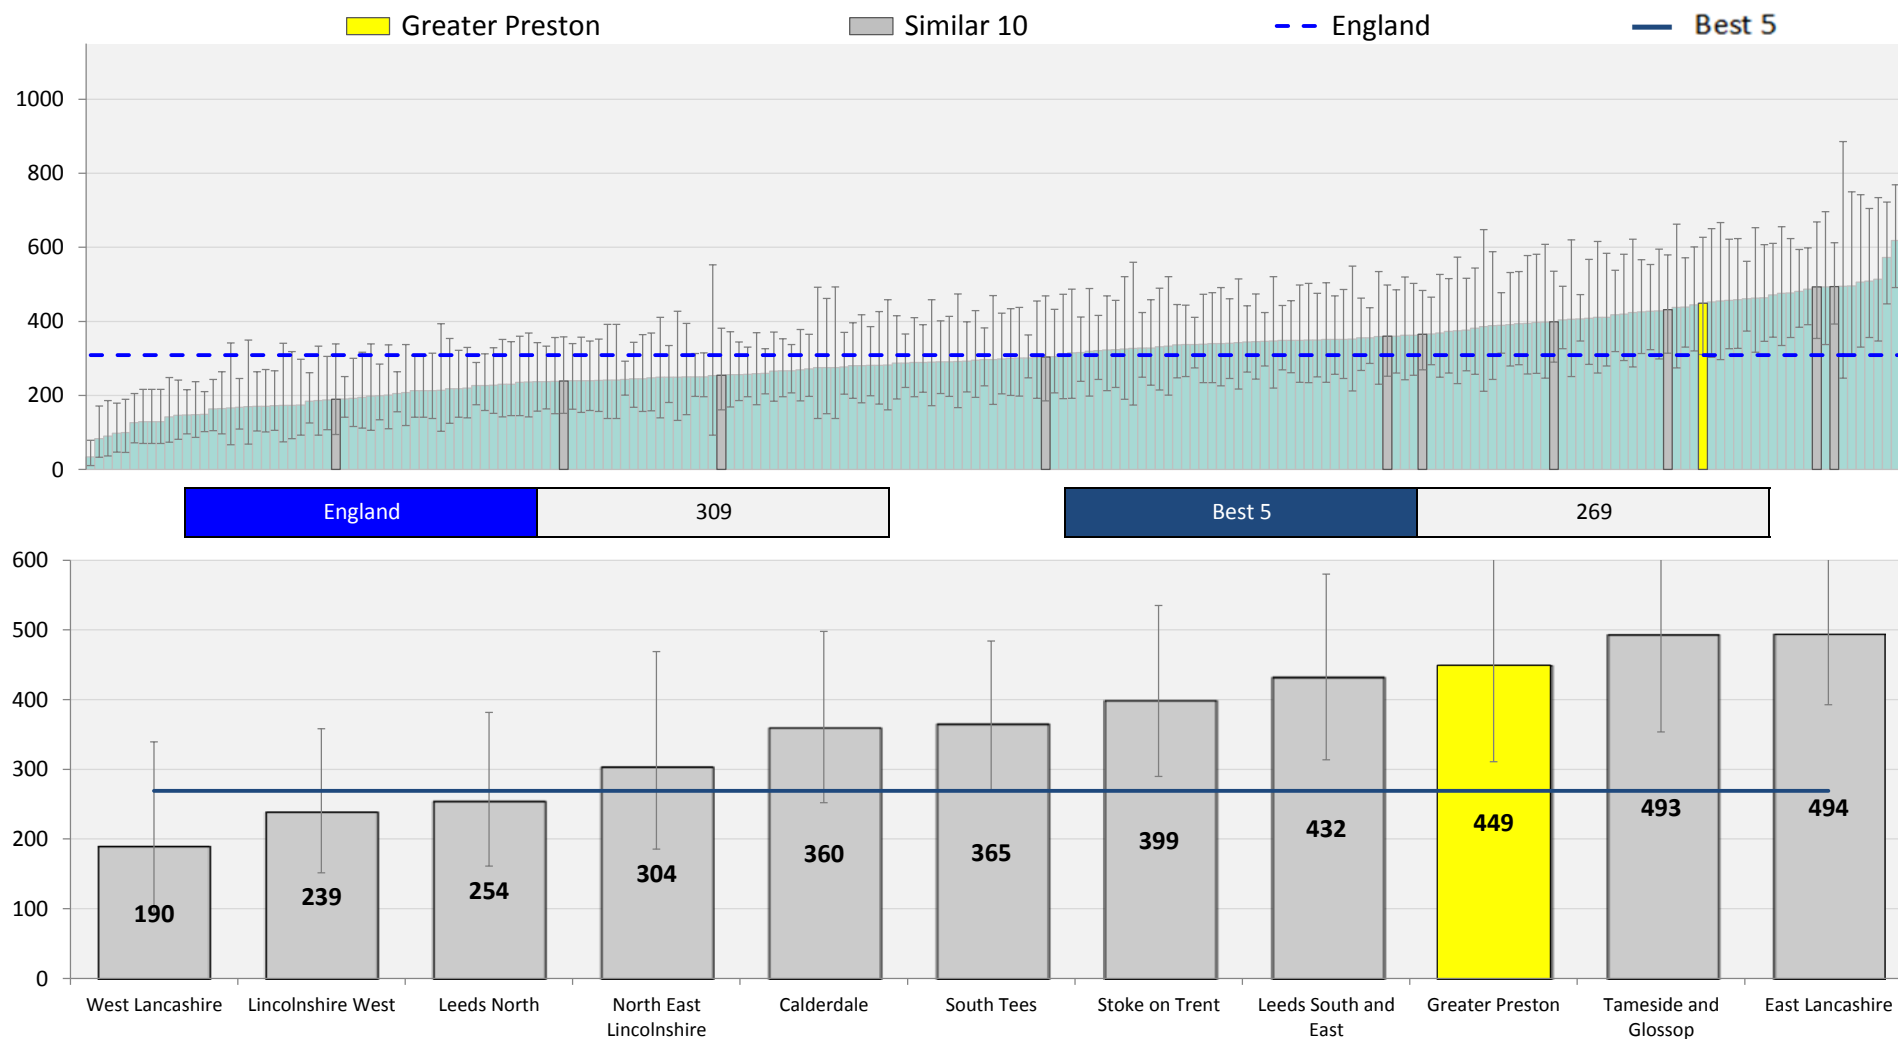 Greater Preston Similar 10 England Best 5
1000
800
600
400
200
0
England 309 Best 5 269
600
500
400
300
200
100
0
190 239 254 304 360 365 399 432 449 493 494
West Lancashire Lincolnshire West Leeds North North East Calderdale South Tees Stoke on Trent Leeds South and Greater Preston Tameside and East Lancashire
Lincolnshire East Glossop